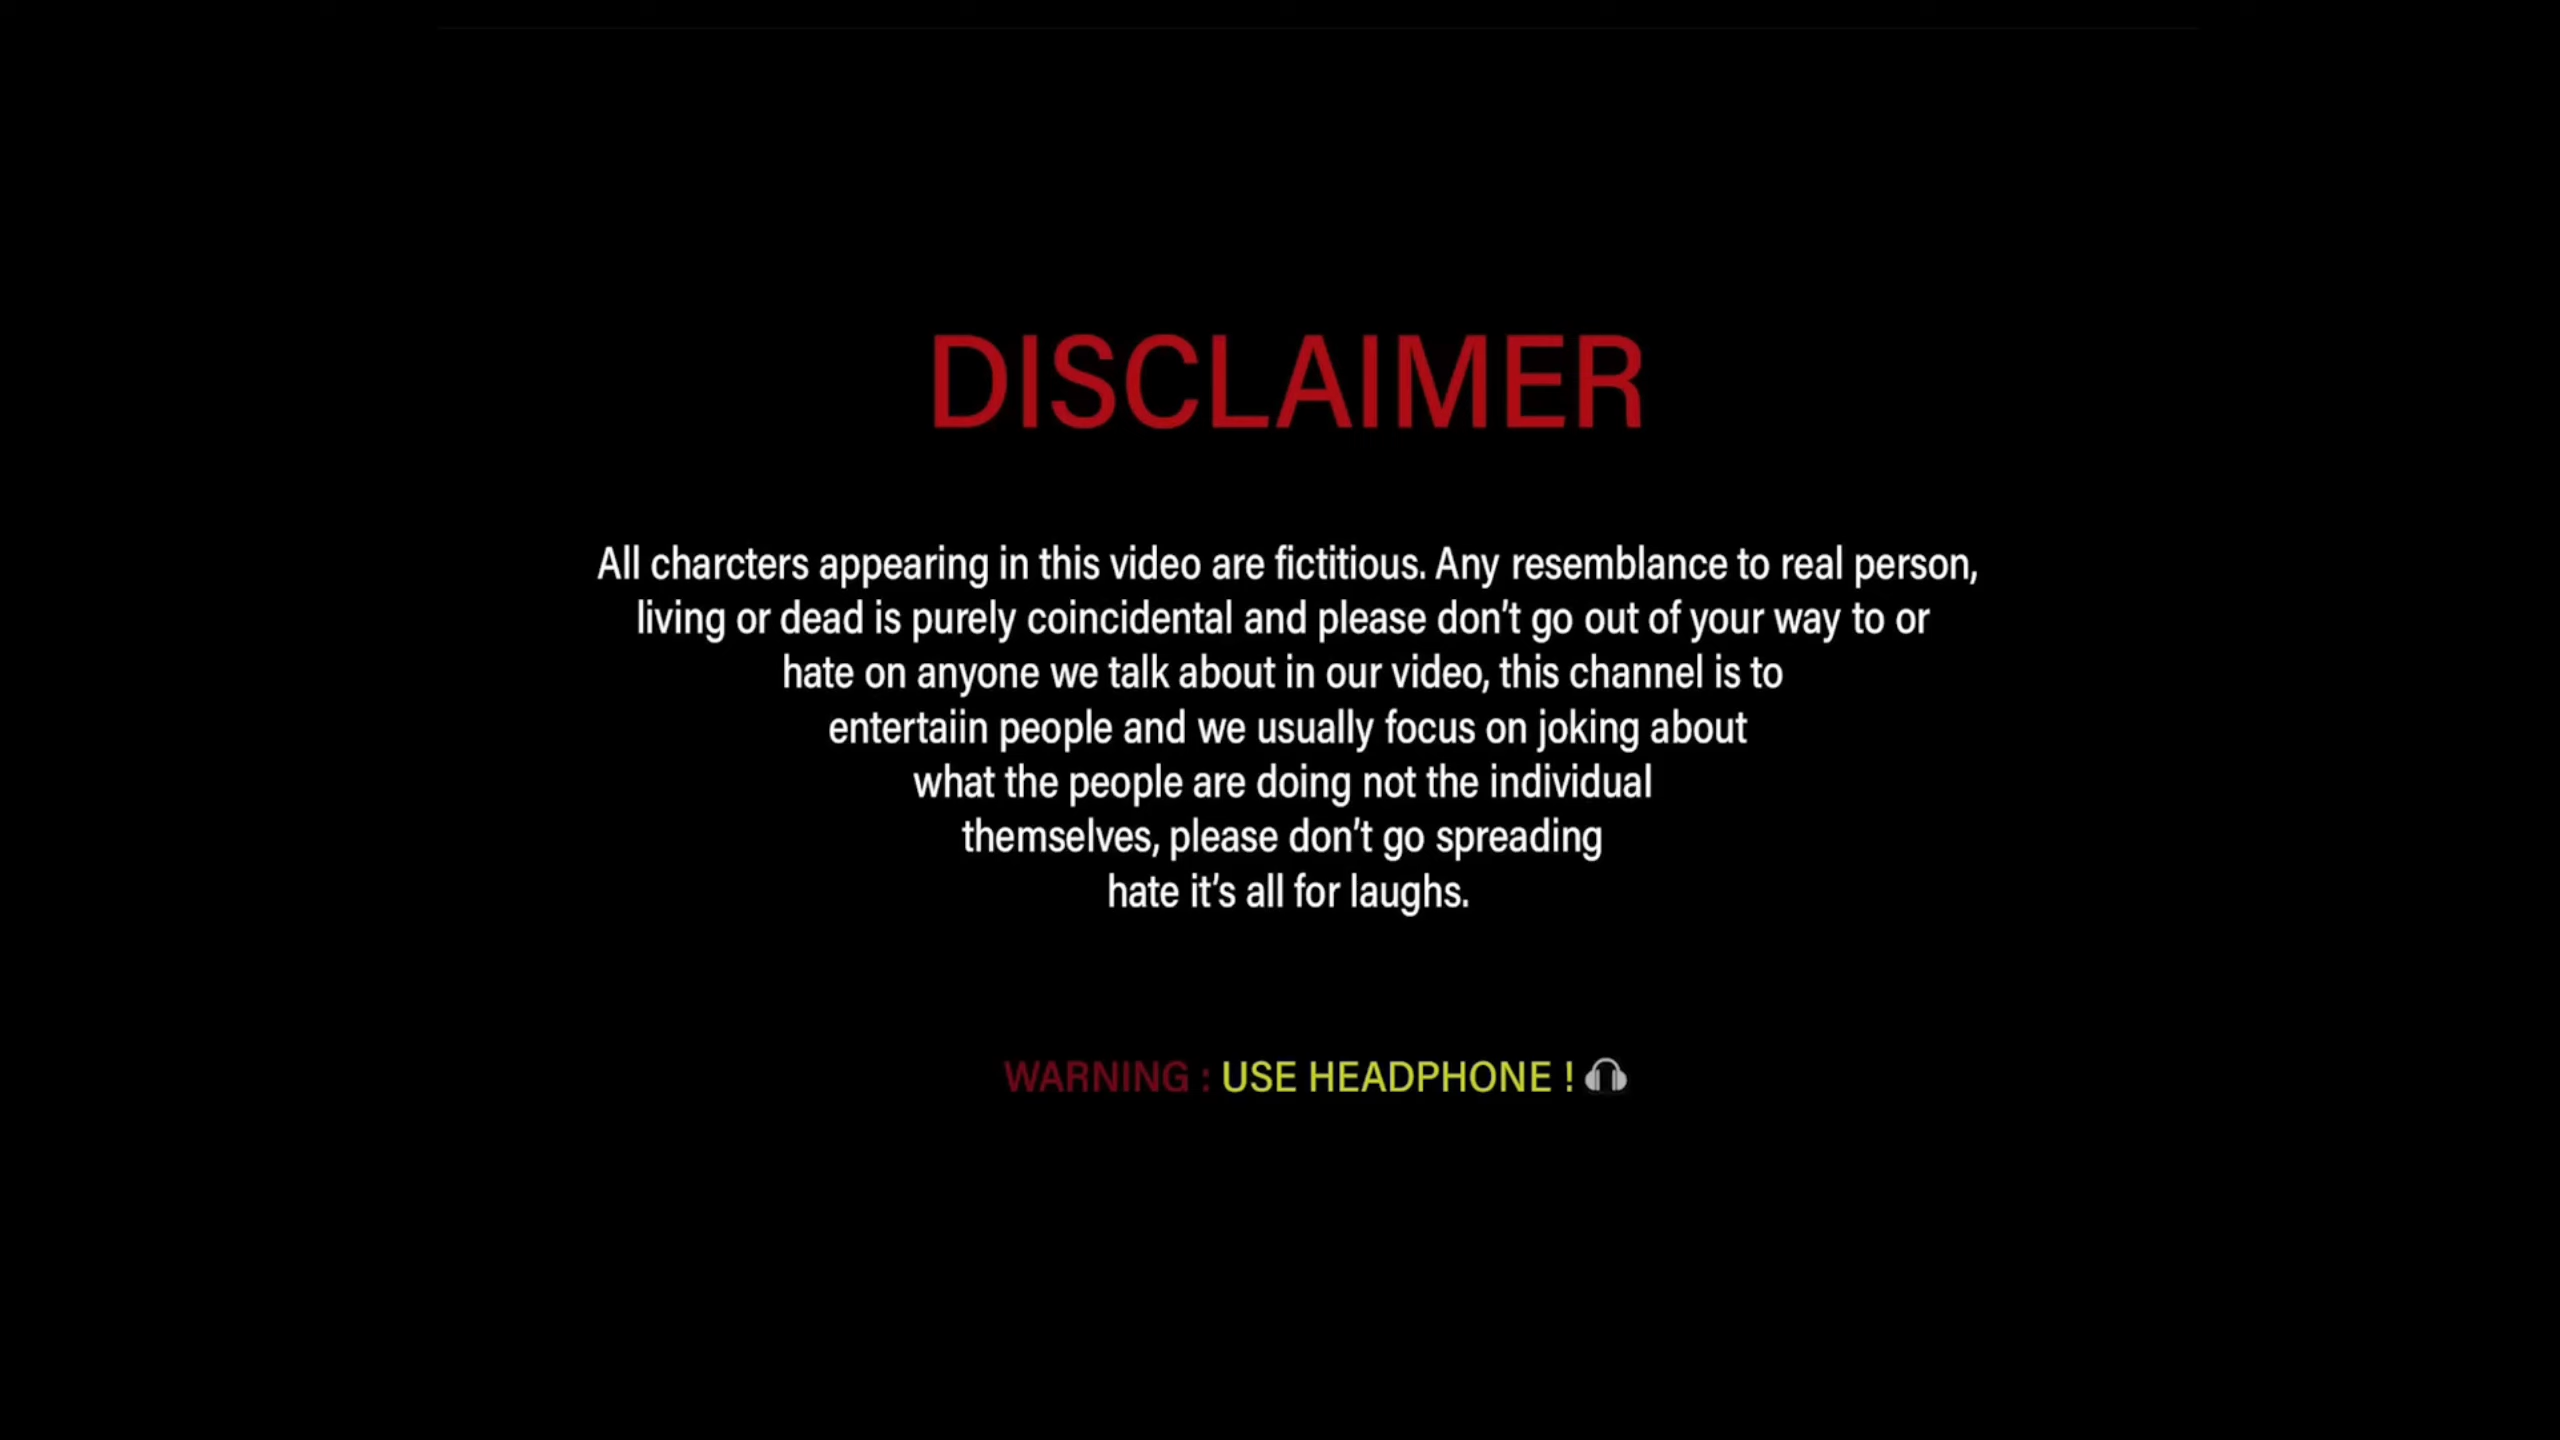 DISCLAIMER
All charcters appearing in this video are fictitious. Any resemblance to real person,
living or dead is purely coincidental and please don’t go out of your way to or
hate on anyone we talk about in our video, this channel is to
entertaiin people and we usually focus on joking about
what the people are doing not the individual
themselves, please don’t go spreading
hate it’s all for laughs.
WARNING : USE HEADPHONE ! 🎧